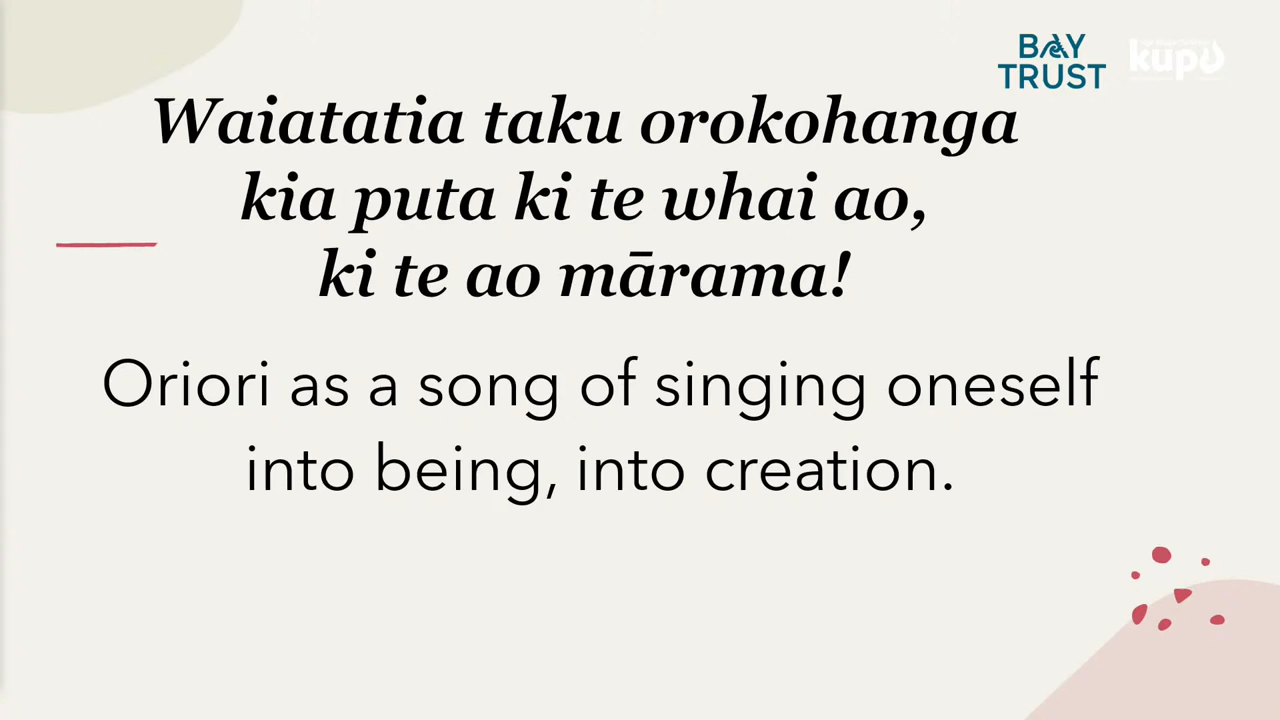 BAY
TRUST
kupu
Waiatatia taku orokohanga
kia puta ki te whai ao,
ki te ao mārama!
Oriori as a song of singing oneself
into being, into creation.